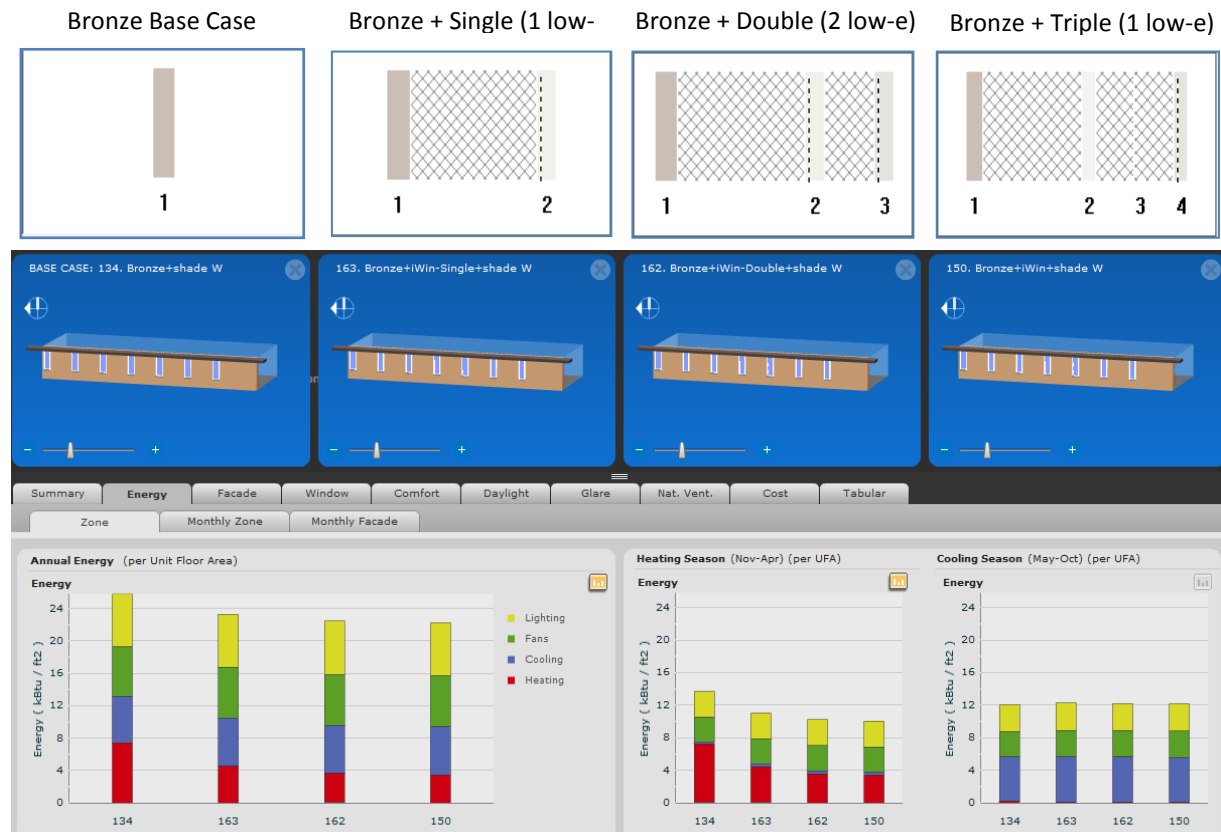 Bronze Base Case
Bronze + Single (1 low-
Bronze + Double (2 low-e)
Bronze + Triple (1 low-e)
1
1 2
1 2 3
1 2 3 4
BASE CASE: 134. Bronze+shade W
163. Bronze+iWin-Single+shade W
162. Bronze+iWin-Double+shade W
150. Bronze+iWin+shade W
on
Summary Energy Facade Window Comfort Daylight Glare Nat. Vent. Cost Tabular
Zone Monthly Zone Monthly Facade
Annual Energy (per Unit Floor Area)
Energy
Energy ( kBtu / ft2 )
24
20
16
12
8
4
0
134 163 162 150
Lighting
Fans
Cooling
Heating
Heating Season (Nov-Apr) (per UFA)
Energy
Energy ( kBtu / ft2 )
24
20
16
12
8
4
0
134 163 162 150
Cooling Season (May-Oct) (per UFA)
Energy
Energy ( kBtu / ft2 )
24
20
16
12
8
4
0
134 163 162 150